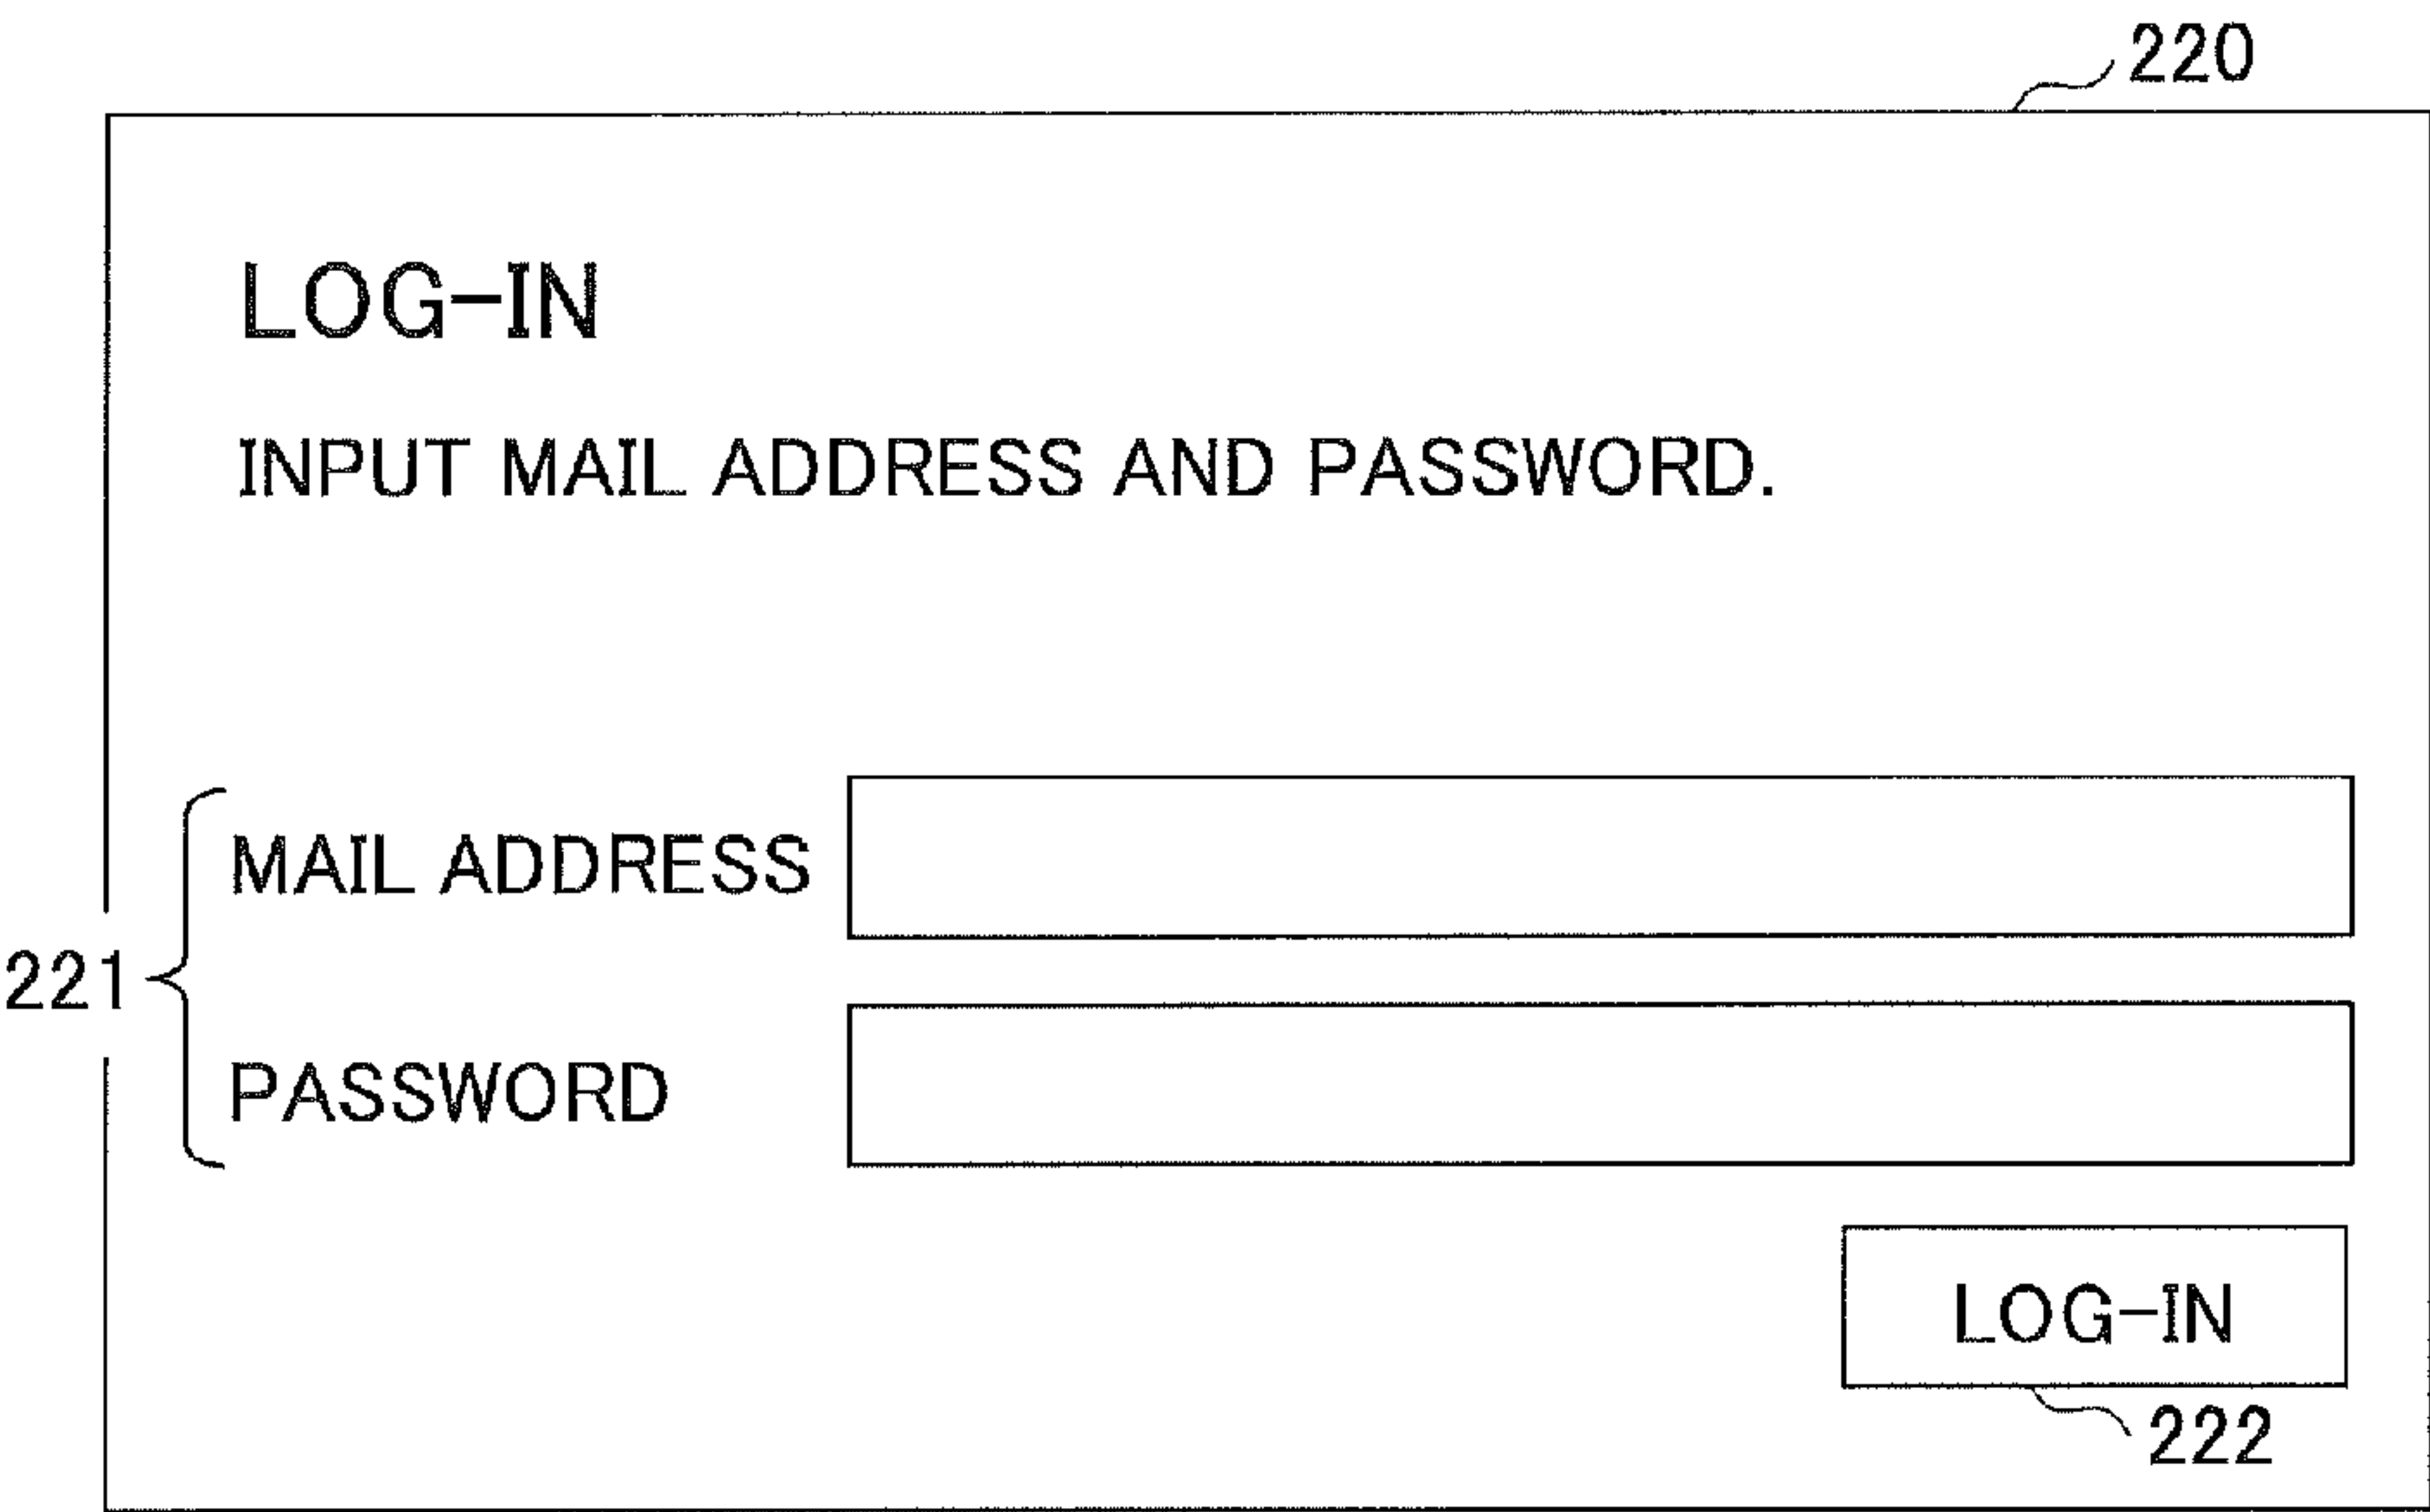 220
LOG-IN
INPUT MAIL ADDRESS AND PASSWORD.
MAIL ADDRESS
221
PASSWORD
LOG-IN
222